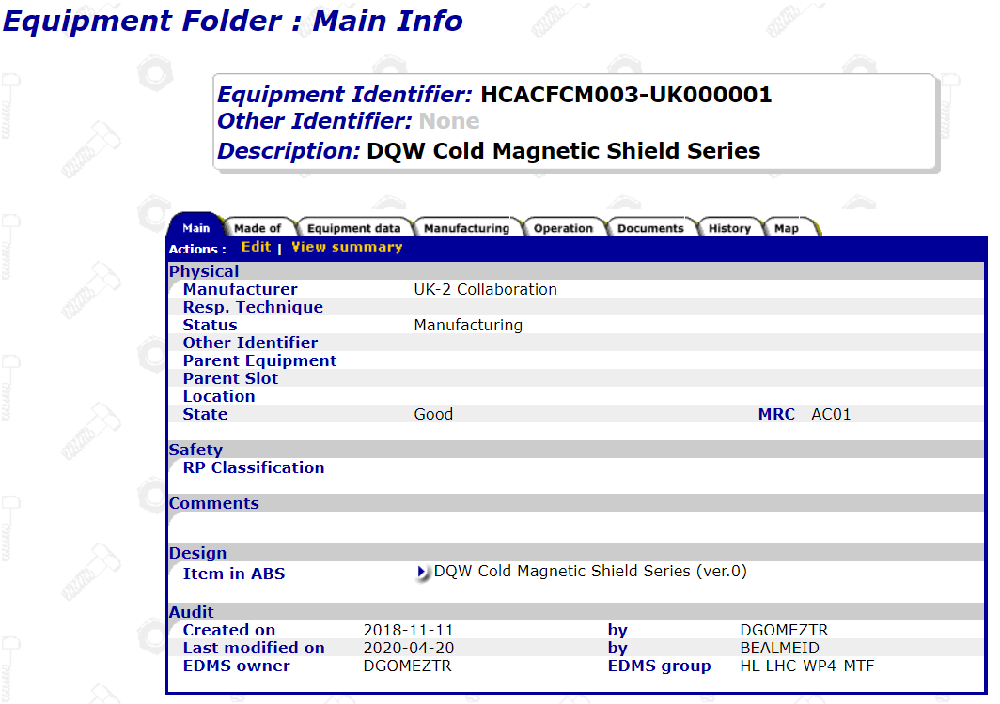 Equipment Folder : Main Info
Equipment Identifier: HCACFCM003-UK000001
Other Identifier: None
Description: DQW Cold Magnetic Shield Series
Main Made of Equipment data Manufacturing Operation Documents History Map
Actions : Edit | View summary
Physical
Manufacturer UK-2 Collaboration
Resp. Technique
Status Manufacturing
Other Identifier
Parent Equipment
Parent Slot
Location
State Good MRC AC01
Safety
RP Classification
Comments
Design
Item in ABS DQW Cold Magnetic Shield Series (ver.0)
Audit
Created on 2018-11-11 by DGOMEZTR
Last modified on 2020-04-20 by BEALMEID
EDMS owner DGOMEZTR EDMS group HL-LHC-WP4-MTF